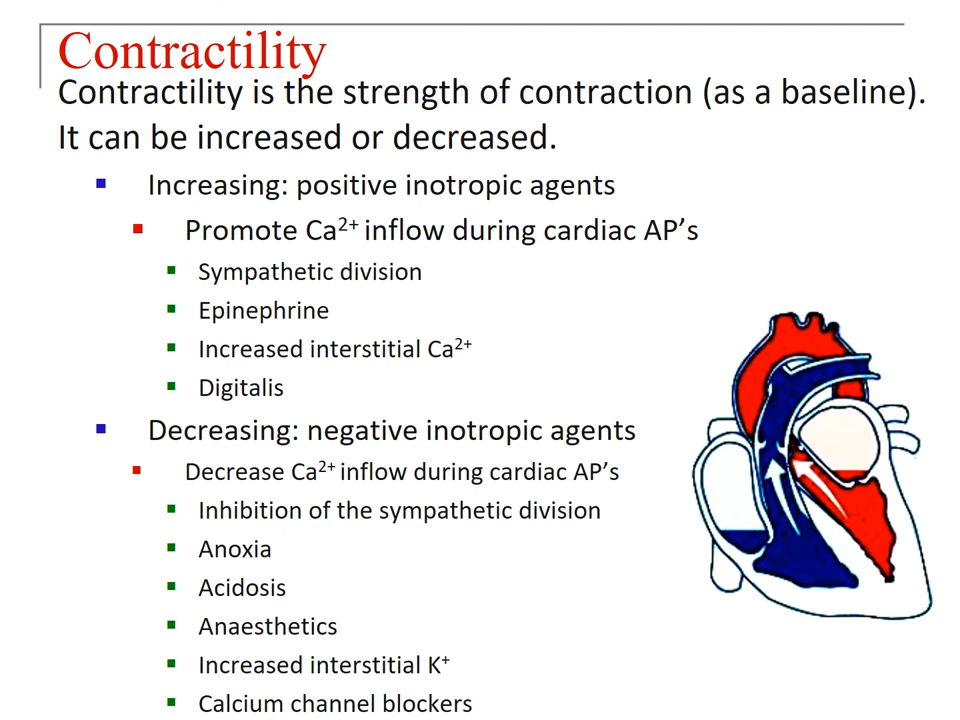 Contractility
Contractility is the strength of contraction (as a baseline).
It can be increased or decreased.
Increasing: positive inotropic agents
Promote Ca²⁺ inflow during cardiac AP’s
Sympathetic division
Epinephrine
Increased interstitial Ca²⁺
Digitalis
Decreasing: negative inotropic agents
Decrease Ca²⁺ inflow during cardiac AP’s
Inhibition of the sympathetic division
Anoxia
Acidosis
Anaesthetics
Increased interstitial K⁺
Calcium channel blockers